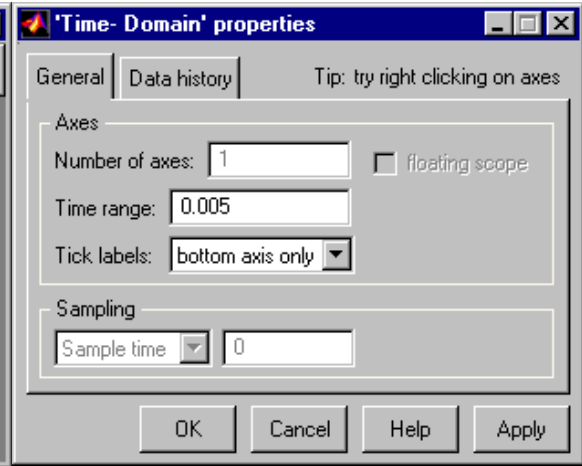 'Time- Domain' properties
General Data history Tip: try right clicking on axes
Axes
Number of axes: 1 floating scope
Time range: 0.005
Tick labels: bottom axis only
Sampling
Sample time 0
OK Cancel Help Apply